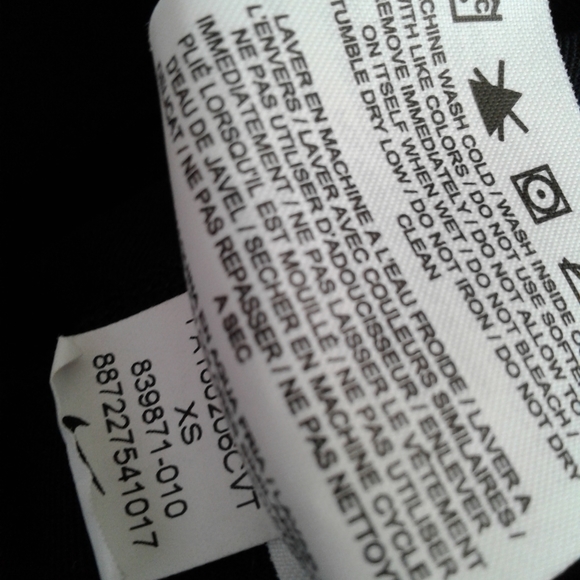 MACHINE WASH COLD / WASH INSIDE
WITH LIKE COLORS / DO NOT USE SOFTE
REMOVE IMMEDIATELY / DO NOT ALLOW TO
ON ITSELF WHEN WET / DO NOT BLEACH /
TUMBLE DRY LOW / DO NOT IRON / DO NOT DRY
CLEAN
LAVER EN MACHINE A L'EAU FROIDE / LAVER A
L'ENVERS / LAVER AVEC COULEURS SIMILAIRES /
NE PAS UTILISER D'ADOUCISSEUR / ENLEVER
IMMEDIATEMENT / NE PAS LAISSER LE VÊTEMENT
PLIÉ LORSQU'IL EST MOUILLÉ / NE PAS UTILISER
D'EAU DE JAVEL / SECHER EN MACHINE CYCLE
DELICAT / NE PAS REPASSER / NE PAS NETTOY
A SEC
XS
839871-010
887227541017